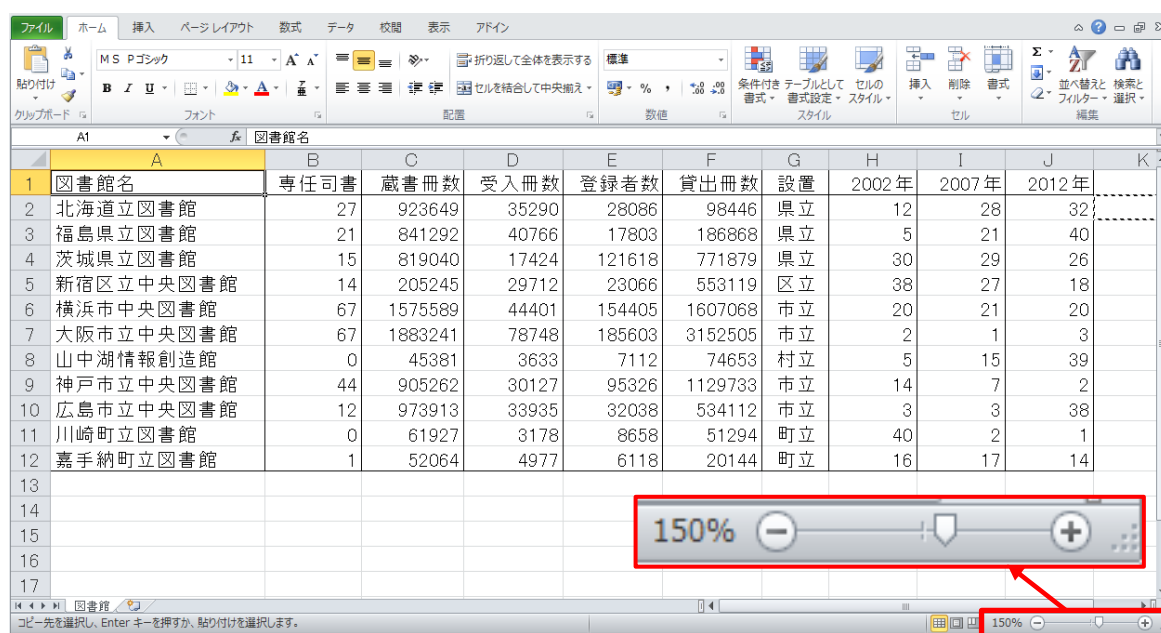 ファイル ホーム 挿入 ページ レイアウト 数式 データ 校閲 表示 アドイン
ＭＳ Ｐゴシック 11 A A 折り返して全体を表示する 標準
貼り付け B I U A セルを結合して中央揃え % , 条件付き書式 テーブルとして書式設定 セルのスタイル 挿入 削除 書式 Σ 並べ替えとフィルター 検索と選択
クリップボード フォント 配置 数値 スタイル セル 編集
A1 fx 図書館名
A B C D E F G H I J K
1 図書館名 専任司書 蔵書冊数 受入冊数 登録者数 貸出冊数 設置 2002年 2007年 2012年
2 北海道立図書館 27 923649 35290 28086 98446 県立 12 28 32
3 福島県立図書館 21 841292 40766 17803 186868 県立 5 21 40
4 茨城県立図書館 15 819040 17424 121618 771879 県立 30 29 26
5 新宿区立中央図書館 14 205245 29712 23066 553119 区立 38 27 18
6 横浜市中央図書館 67 1575589 44401 154405 1607068 市立 20 21 20
7 大阪市立中央図書館 67 1883241 78748 185603 3152505 市立 2 1 3
8 山中湖情報創造館 0 45381 3633 7112 74653 村立 5 15 39
9 神戸市立中央図書館 44 905262 30127 95326 1129733 市立 14 7 2
10 広島市立中央図書館 12 973913 33935 32038 534112 市立 3 3 38
11 川崎町立図書館 0 61927 3178 8658 51294 町立 40 2 1
12 嘉手納町立図書館 1 52064 4977 6118 20144 町立 16 17 14
13
14
15
16
17
150%
図書館
コピー先を選択し、Enter キーを押すか、貼り付けを選択します。 150%